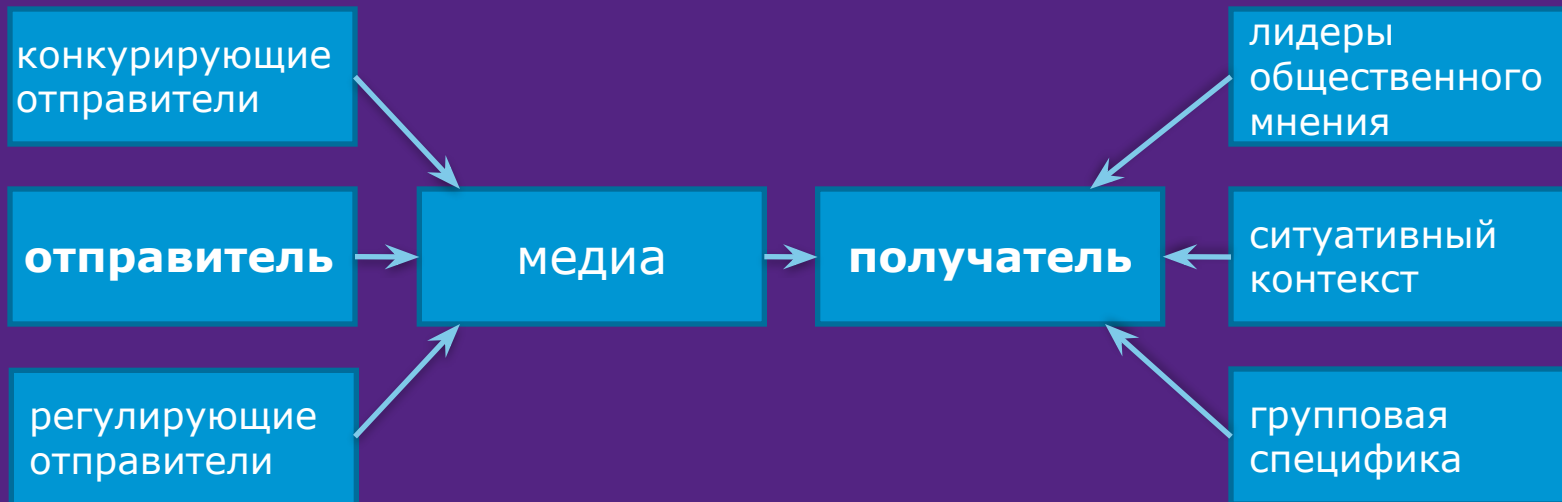 конкурирующие
отправители
отправитель
регулирующие
отправители
медиа
получатель
лидеры
общественного
мнения
ситуативный
контекст
групповая
специфика